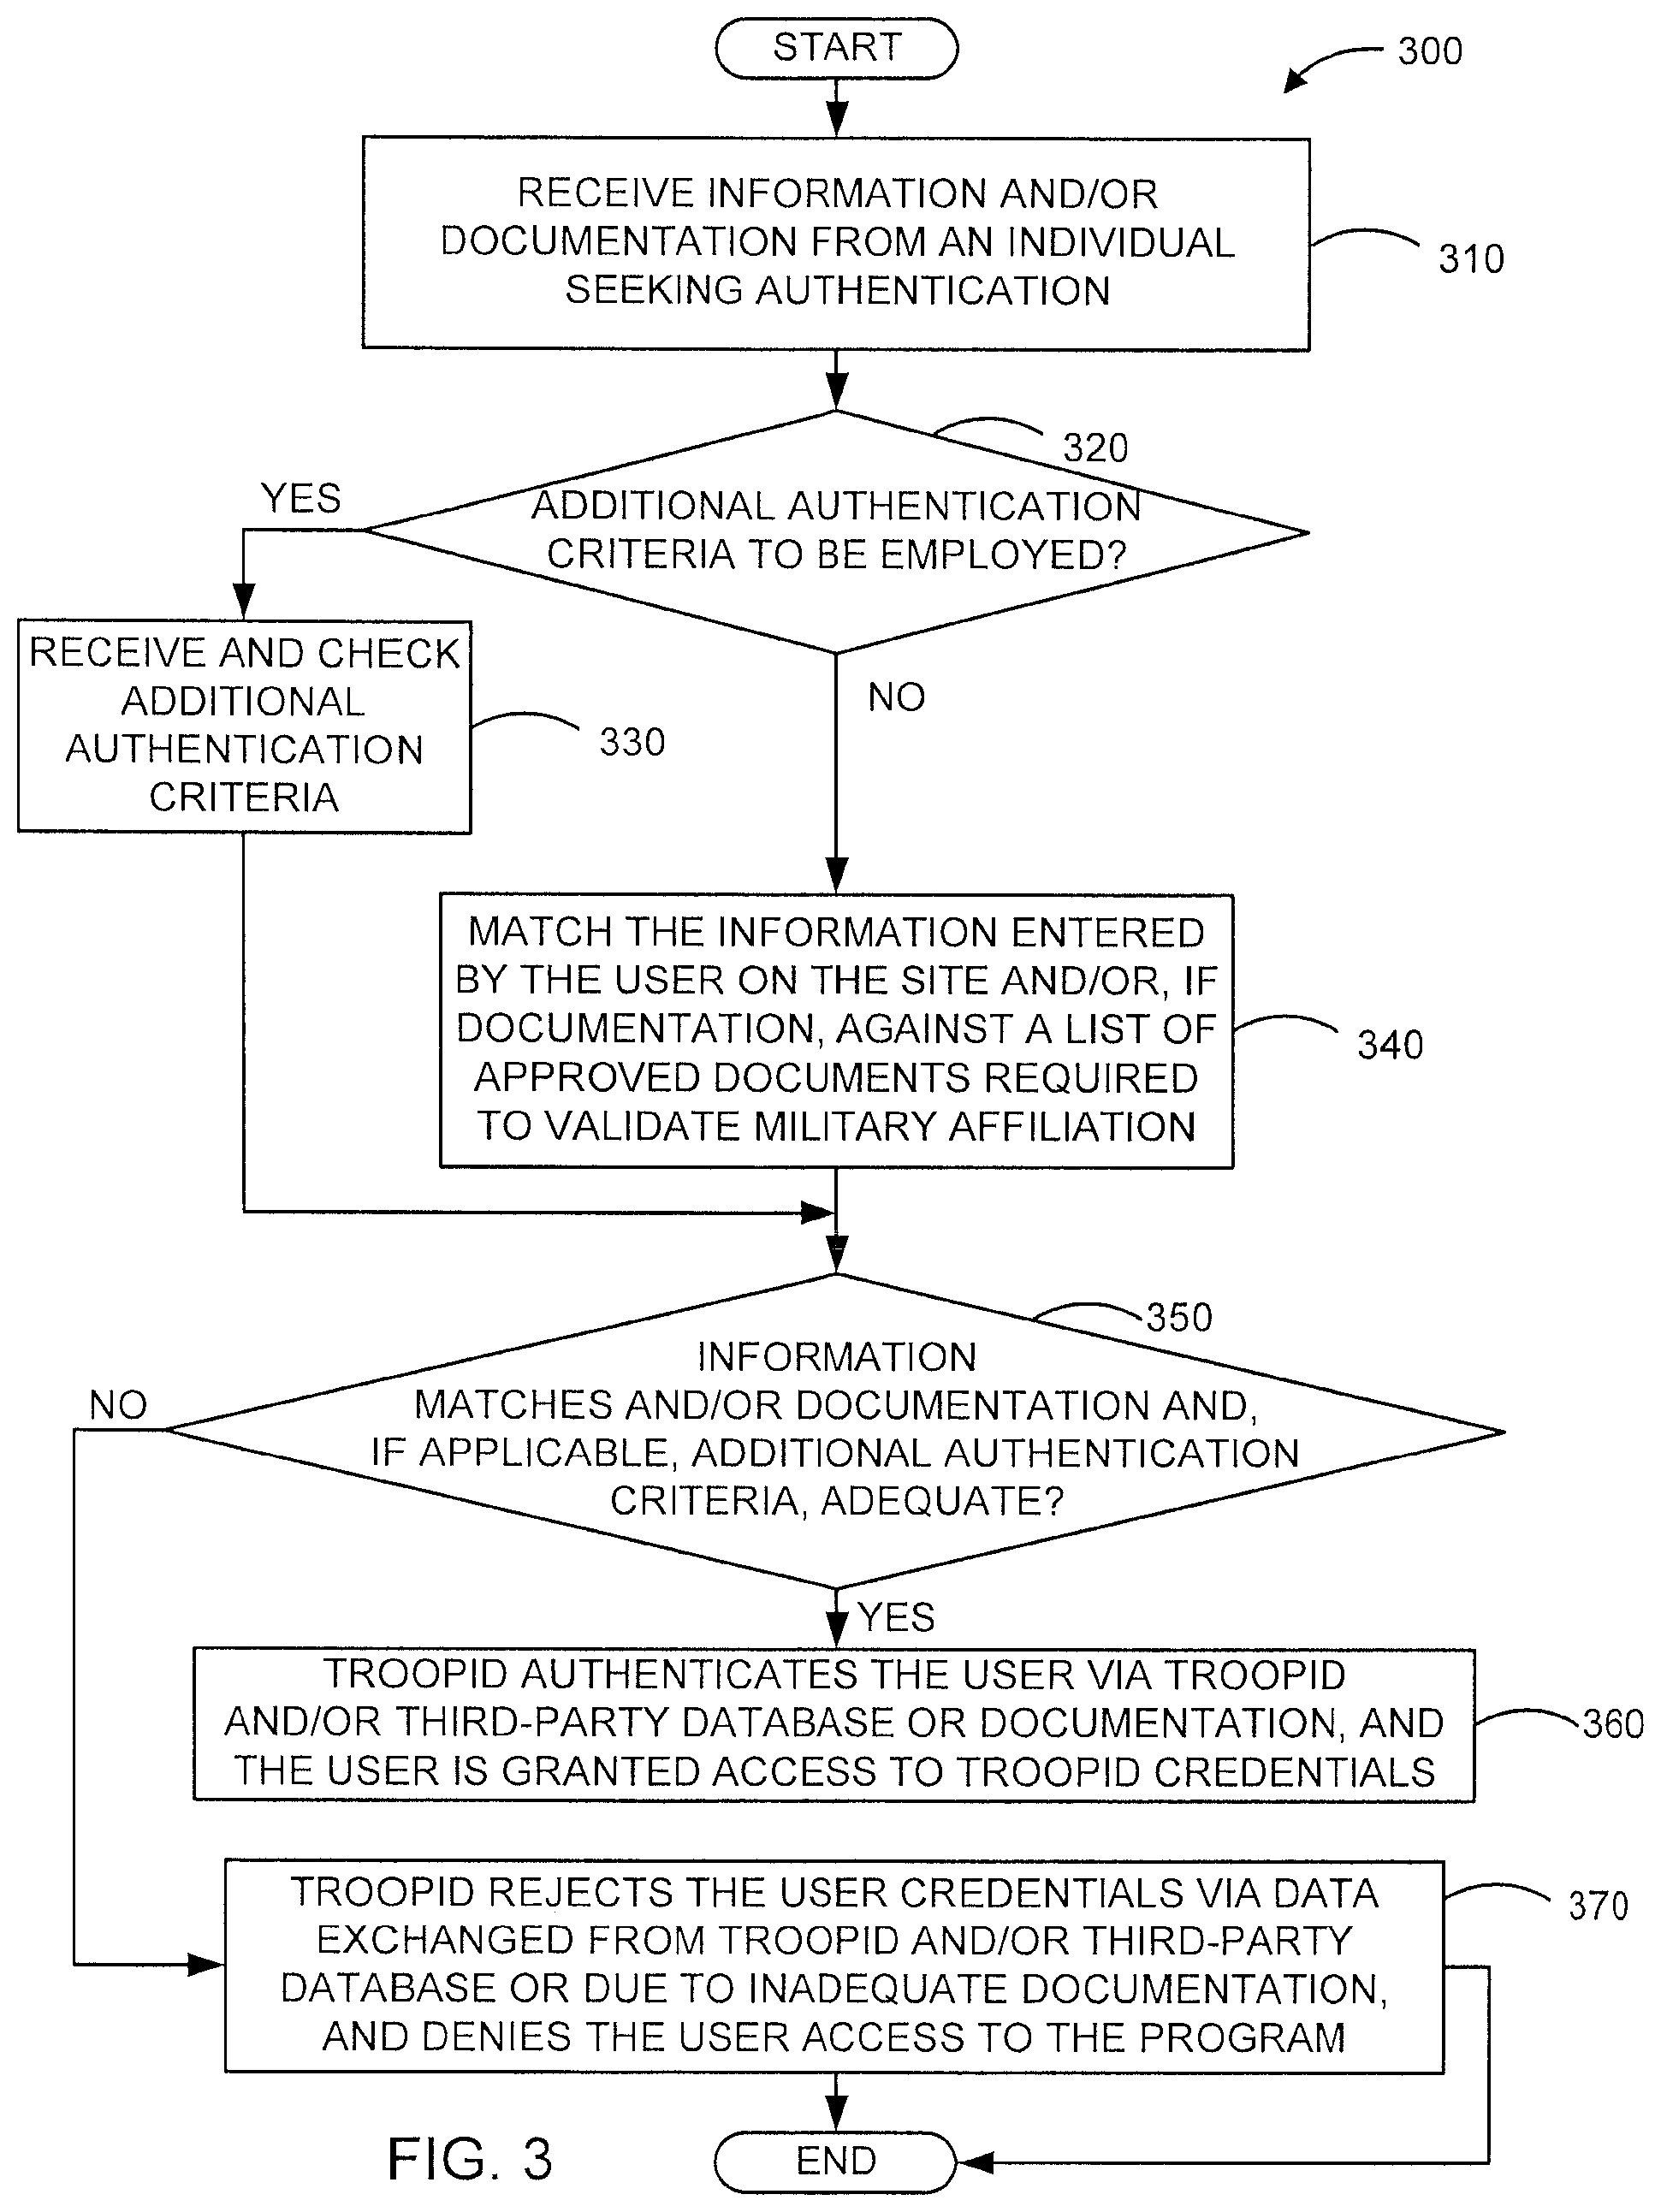 START
300
RECEIVE INFORMATION AND/OR
DOCUMENTATION FROM AN INDIVIDUAL
SEEKING AUTHENTICATION
310
320
YES
ADDITIONAL AUTHENTICATION
CRITERIA TO BE EMPLOYED?
RECEIVE AND CHECK
ADDITIONAL
AUTHENTICATION
CRITERIA
330
NO
MATCH THE INFORMATION ENTERED
BY THE USER ON THE SITE AND/OR, IF
DOCUMENTATION, AGAINST A LIST OF
APPROVED DOCUMENTS REQUIRED
TO VALIDATE MILITARY AFFILIATION
340
350
NO
INFORMATION
MATCHES AND/OR DOCUMENTATION AND,
IF APPLICABLE, ADDITIONAL AUTHENTICATION
CRITERIA, ADEQUATE?
YES
TROOPID AUTHENTICATES THE USER VIA TROOPID
AND/OR THIRD-PARTY DATABASE OR DOCUMENTATION, AND
THE USER IS GRANTED ACCESS TO TROOPID CREDENTIALS
360
TROOPID REJECTS THE USER CREDENTIALS VIA DATA
EXCHANGED FROM TROOPID AND/OR THIRD-PARTY
DATABASE OR DUE TO INADEQUATE DOCUMENTATION,
AND DENIES THE USER ACCESS TO THE PROGRAM
370
END
FIG. 3